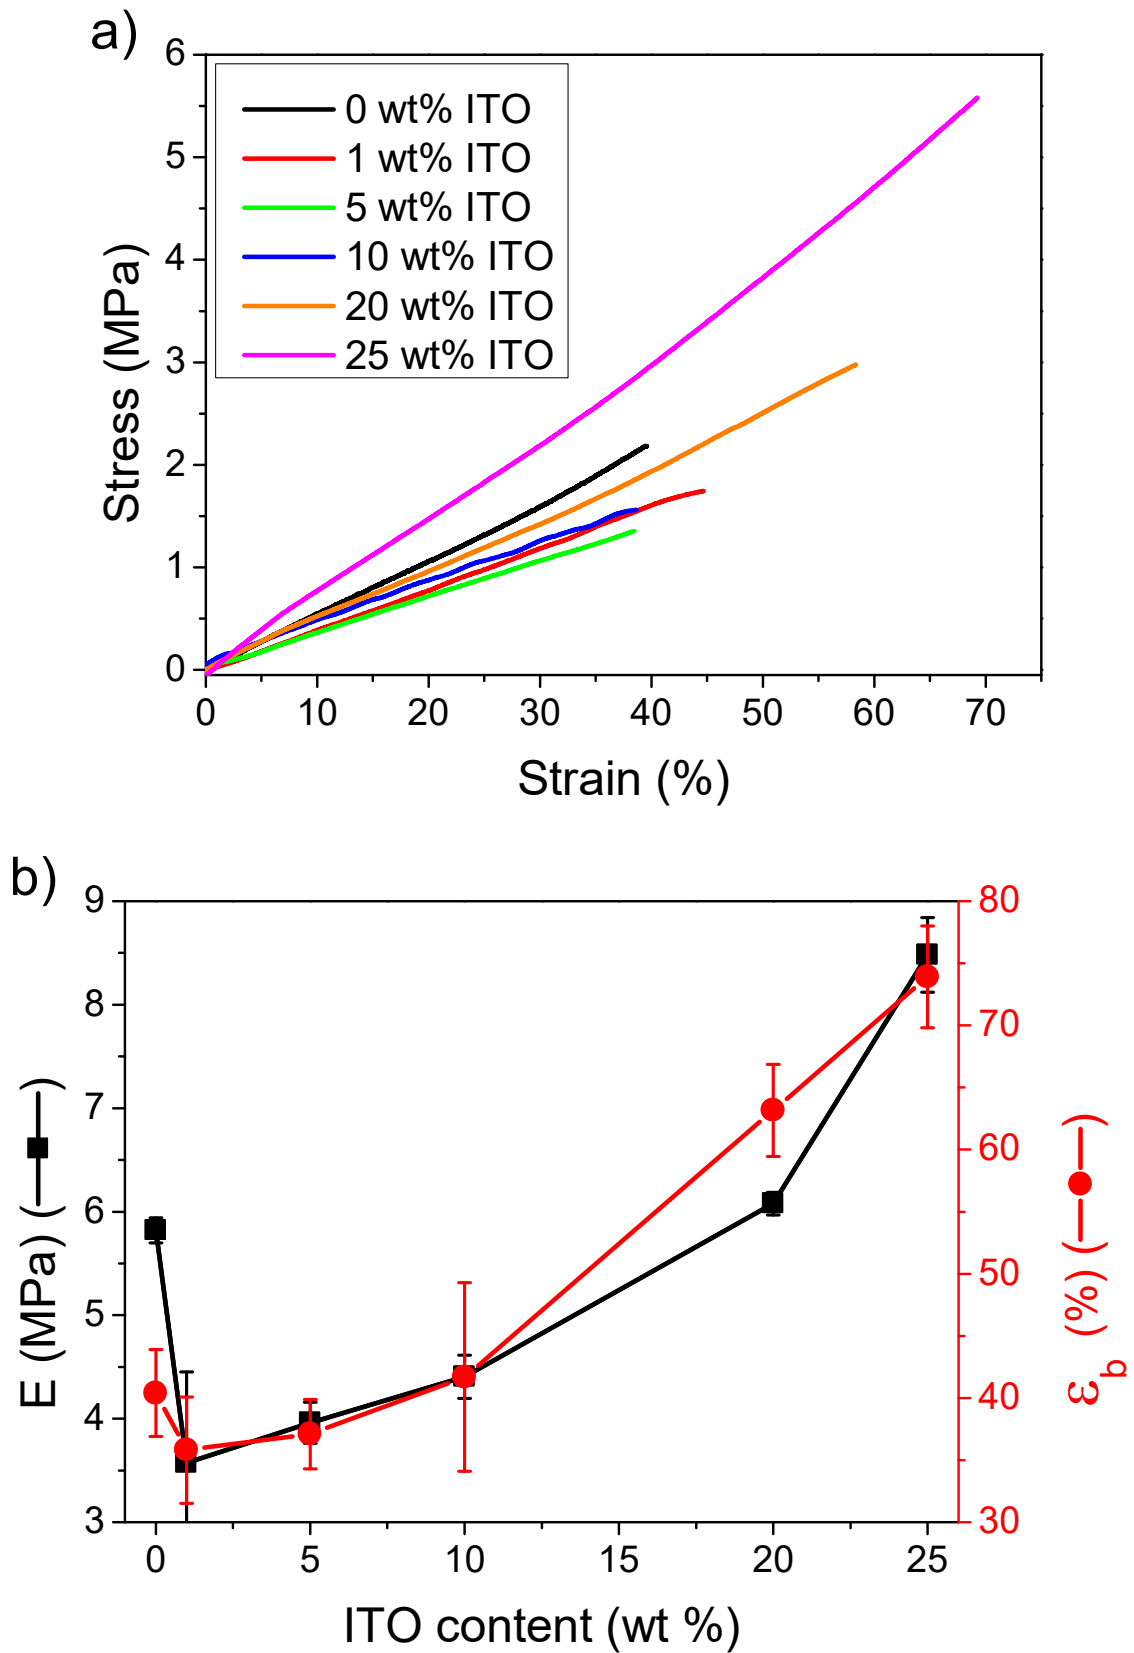 a)
6
5
4
3
2
1
0
Stress (MPa)
0 wt% ITO
1 wt% ITO
5 wt% ITO
10 wt% ITO
20 wt% ITO
25 wt% ITO
0 10 20 30 40 50 60 70
Strain (%)
b)
9
8
7
6
5
4
3
E (MPa) (—■—)
80
70
60
50
40
30
εb (%) (—●—)
0 5 10 15 20 25
ITO content (wt %)